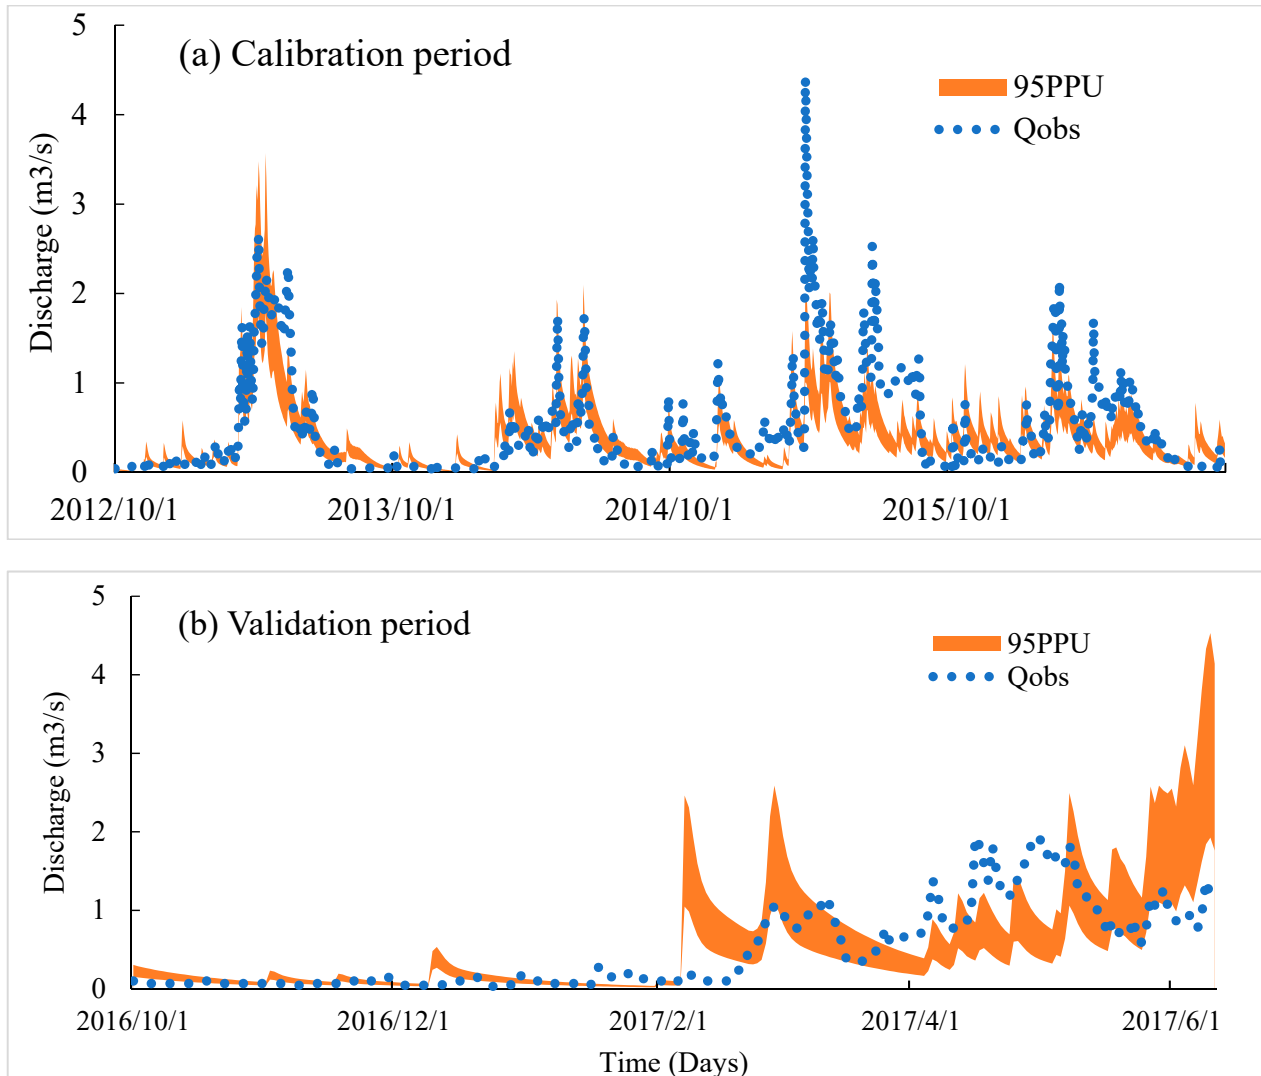 (a) Calibration period
95PPU
Qobs
Discharge (m3/s)
5
4
3
2
1
0
2012/10/1
2013/10/1
2014/10/1
2015/10/1
(b) Validation period
95PPU
Qobs
Discharge (m3/s)
5
4
3
2
1
0
2016/10/1
2016/12/1
2017/2/1
2017/4/1
2017/6/1
Time (Days)